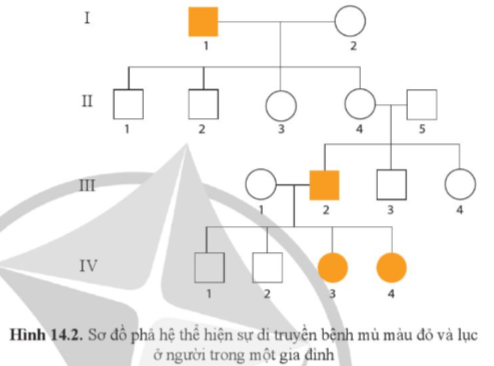 I
1
2
II
1
2
3
4
5
III
1
2
3
4
IV
1
2
3
4
Hình 14.2. Sơ đồ phả hệ thể hiện sự di truyền bệnh mù màu đỏ và lục
ở người trong một gia đình